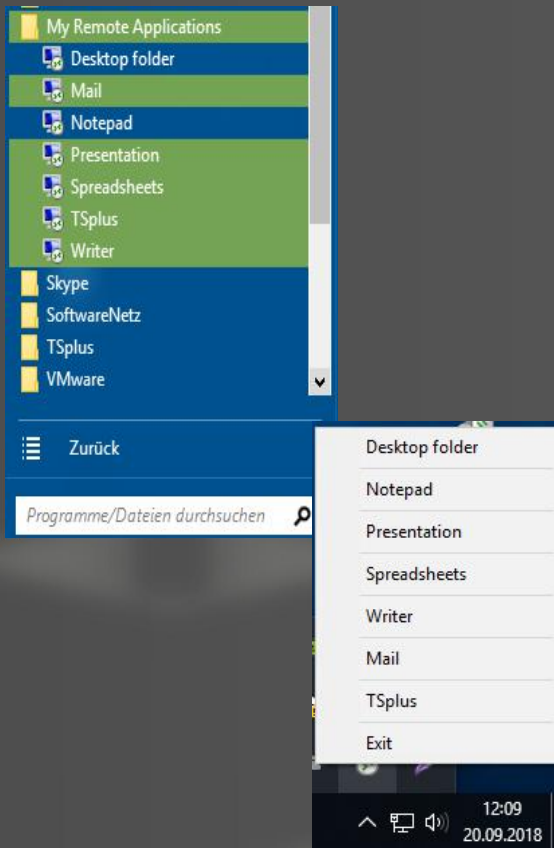 My Remote Applications
Desktop folder
Mail
Notepad
Presentation
Spreadsheets
TSplus
Writer
Skype
SoftwareNetz
TSplus
VMware
Zurück
Programme/Dateien durchsuchen
Desktop folder
Notepad
Presentation
Spreadsheets
Writer
Mail
TSplus
Exit
12:09
20.09.2018